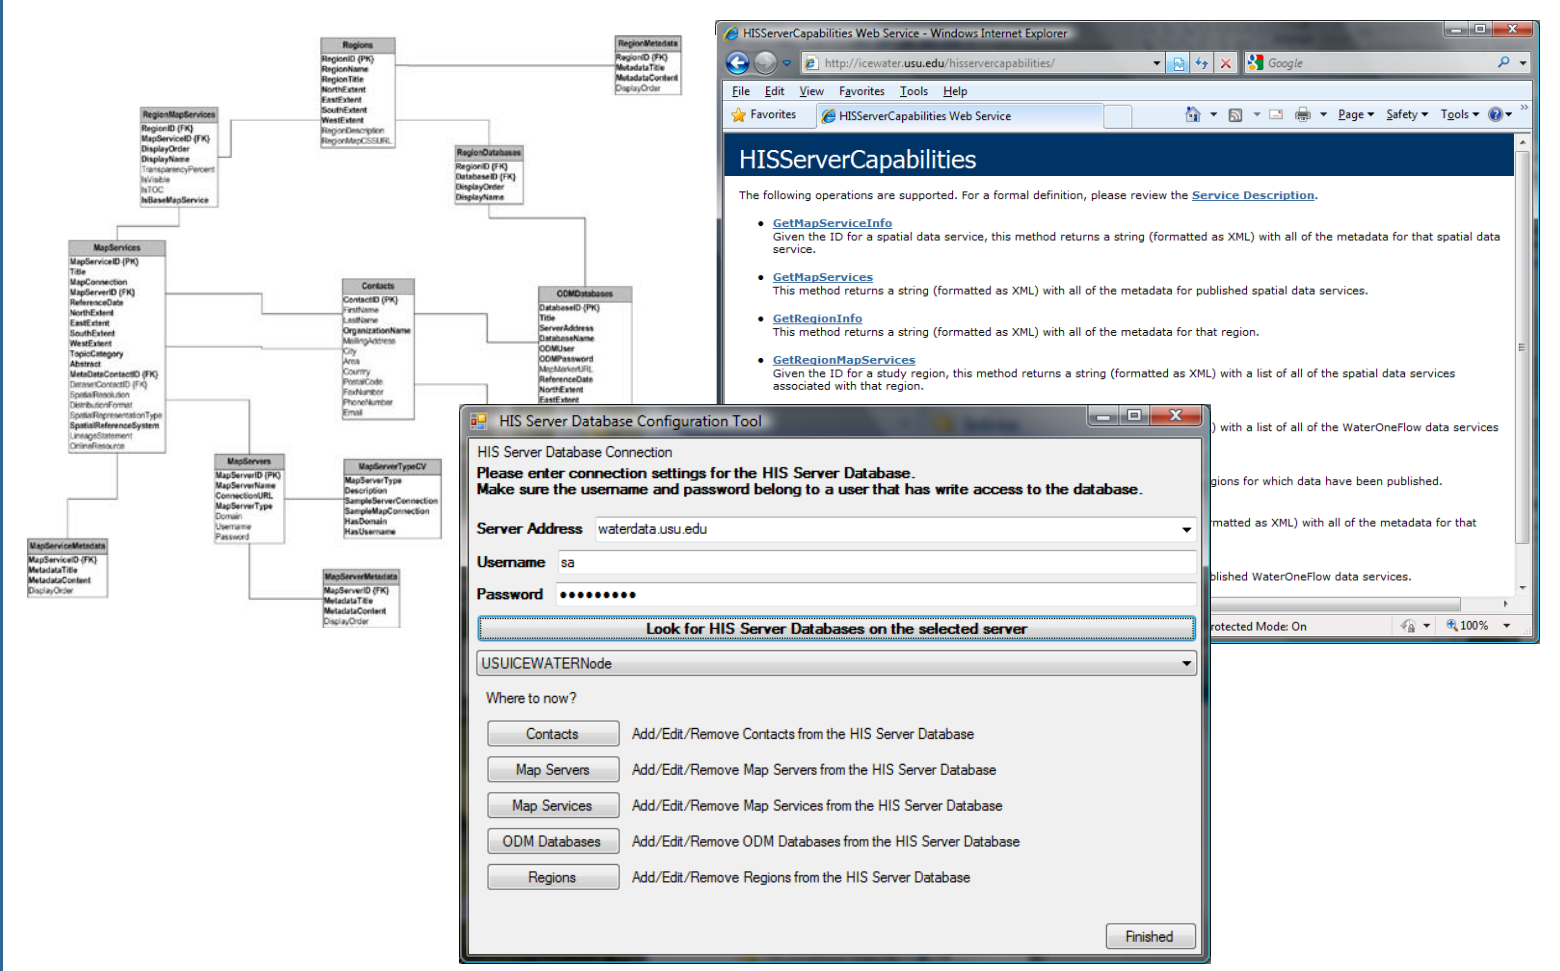 Regions
RegionID {PK}
RegionName
RegionTitle
NorthExtent
EastExtent
SouthExtent
WestExtent
RegionDescription
RegionMapCSSURL
RegionMetadata
RegionID {FK}
MetadataTitle
MetadataContent
DisplayOrder
RegionMapServices
RegionID {FK}
MapServiceID {FK}
DisplayOrder
DisplayName
TransparencyPercent
IsVisible
IsTOC
IsBaseMapService
RegionDatabases
RegionID {FK}
DatabaseID {FK}
DisplayOrder
DisplayName
MapServices
MapServiceID {PK}
Title
MapConnection
MapServerID {FK}
ReferenceDate
NorthExtent
EastExtent
SouthExtent
WestExtent
TopicCategory
Abstract
MetaDataContactID {FK}
DatasetContactID {FK}
SpatialResolution
DistributionFormat
SpatialRepresentationType
SpatialReferenceSystem
LineageStatement
OnlineResource
Contacts
ContactID {PK}
FirstName
LastName
OrganizationName
MailingAddress
City
Area
Country
PostalCode
FaxNumber
PhoneNumber
Email
ODMDatabases
DatabaseID {PK}
Title
ServerAddress
DatabaseName
ODMUser
ODMPassword
MapMarkerURL
ReferenceDate
NorthExtent
EastExtent
MapServers
MapServerID {PK}
MapServerName
ConnectionURL
MapServerType
Domain
Username
Password
MapServerTypeCV
MapServerType
Description
SampleServerConnection
SampleMapConnection
HasDomain
HasUsername
MapServiceMetadata
MapServiceID {FK}
MetadataTitle
MetadataContent
DisplayOrder
MapServerMetadata
MapServerID {FK}
MetadataTitle
MetadataContent
DisplayOrder
HISServerCapabilities Web Service - Windows Internet Explorer
http://icewater.usu.edu/hisservercapabilities/
Google
File Edit View Favorites Tools Help
Favorites HISServerCapabilities Web Service Page Safety Tools
HISServerCapabilities
The following operations are supported. For a formal definition, please review the Service Description.
• GetMapServiceInfo
Given the ID for a spatial data service, this method returns a string (formatted as XML) with all of the metadata for that spatial data
service.
• GetMapServices
This method returns a string (formatted as XML) with all of the metadata for published spatial data services.
• GetRegionInfo
This method returns a string (formatted as XML) with all of the metadata for that region.
• GetRegionMapServices
Given the ID for a study region, this method returns a string (formatted as XML) with a list of all of the spatial data services
associated with that region.
) with a list of all of the WaterOneFlow data services
gions for which data have been published.
rmatted as XML) with all of the metadata for that
blished WaterOneFlow data services.
rotected Mode: On
100%
HIS Server Database Configuration Tool
HIS Server Database Connection
Please enter connection settings for the HIS Server Database.
Make sure the username and password belong to a user that has write access to the database.
Server Address waterdata.usu.edu
Username sa
Password •••••••••
Look for HIS Server Databases on the selected server
USUICEWATERNode
Where to now?
Contacts Add/Edit/Remove Contacts from the HIS Server Database
Map Servers Add/Edit/Remove Map Servers from the HIS Server Database
Map Services Add/Edit/Remove Map Services from the HIS Server Database
ODM Databases Add/Edit/Remove ODM Databases from the HIS Server Database
Regions Add/Edit/Remove Regions from the HIS Server Database
Finished